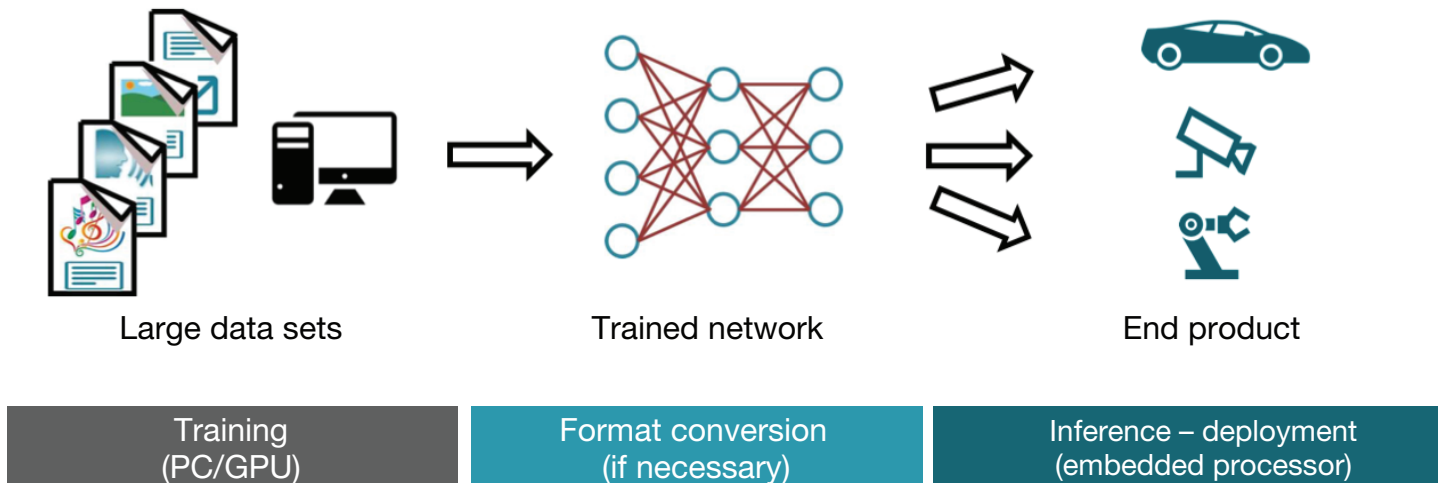 Large data sets
Trained network
End product
Training
(PC/GPU)
Format conversion
(if necessary)
Inference – deployment
(embedded processor)